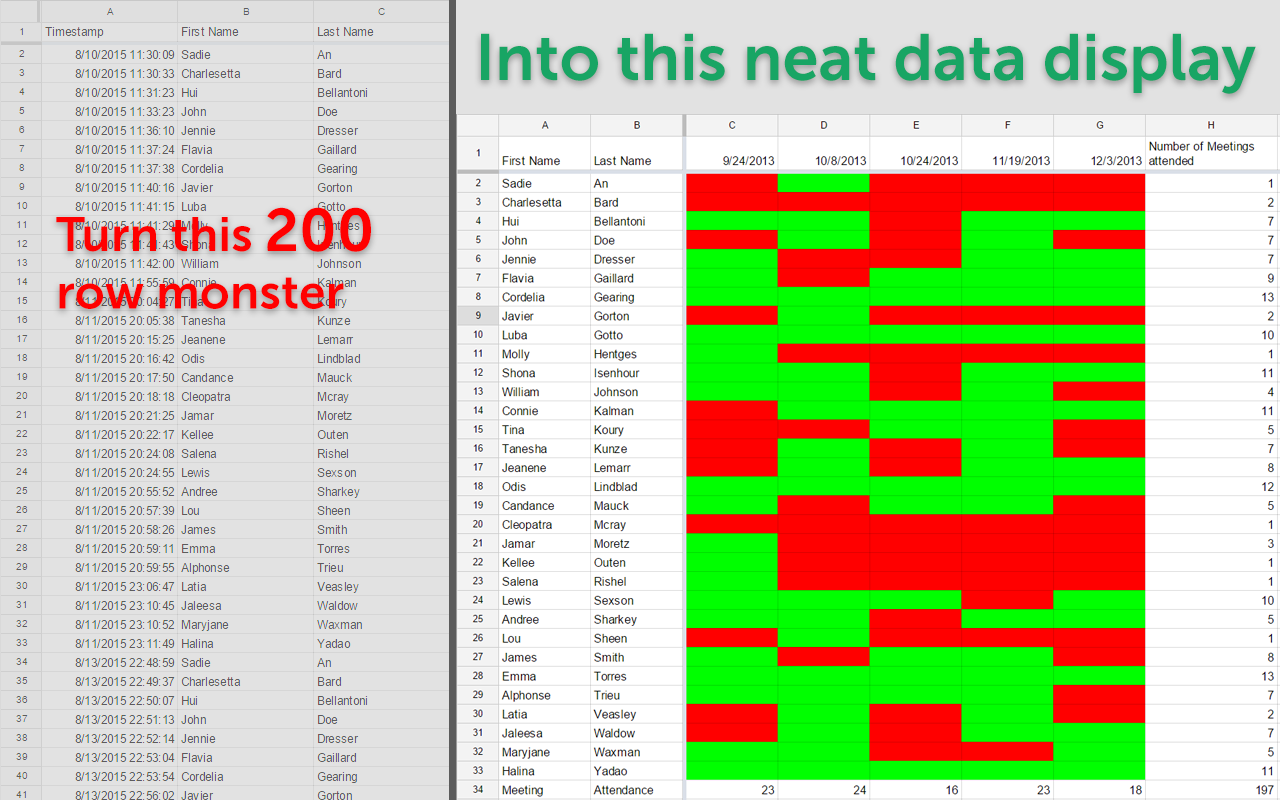 A B C
1 Timestamp First Name Last Name
2 8/10/2015 11:30:09 Sadie An
3 8/10/2015 11:30:33 Charlesetta Bard
4 8/10/2015 11:31:23 Hui Bellantoni
5 8/10/2015 11:33:23 John Doe
6 8/10/2015 11:36:10 Jennie Dresser
7 8/10/2015 11:37:24 Flavia Gaillard
8 8/10/2015 11:37:38 Cordelia Gearing
9 8/10/2015 11:40:16 Javier Gorton
10 8/10/2015 11:41:15 Luba Gotto
11 8/10/2015 11:41:29 Molly Hentges
12 8/10/2015 11:41:43 Shona Isenhour
13 8/10/2015 11:42:00 William Johnson
14 8/10/2015 11:55:59 Connie Kalman
15 8/11/2015 20:04:27 Tina Koury
16 8/11/2015 20:05:38 Tanesha Kunze
17 8/11/2015 20:15:25 Jeanene Lemarr
18 8/11/2015 20:16:42 Odis Lindblad
19 8/11/2015 20:17:50 Candance Mauck
20 8/11/2015 20:18:18 Cleopatra Mcray
21 8/11/2015 20:21:25 Jamar Moretz
22 8/11/2015 20:22:17 Kellee Outen
23 8/11/2015 20:24:08 Salena Rishel
24 8/11/2015 20:24:55 Lewis Sexson
25 8/11/2015 20:55:52 Andree Sharkey
26 8/11/2015 20:57:39 Lou Sheen
27 8/11/2015 20:58:26 James Smith
28 8/11/2015 20:59:11 Emma Torres
29 8/11/2015 20:59:55 Alphonse Trieu
30 8/11/2015 23:06:47 Latia Veasley
31 8/11/2015 23:10:45 Jaleesa Waldow
32 8/11/2015 23:10:52 Maryjane Waxman
33 8/11/2015 23:11:49 Halina Yadao
34 8/13/2015 22:48:59 Sadie An
35 8/13/2015 22:49:37 Charlesetta Bard
36 8/13/2015 22:50:07 Hui Bellantoni
37 8/13/2015 22:51:13 John Doe
38 8/13/2015 22:52:14 Jennie Dresser
39 8/13/2015 22:53:04 Flavia Gaillard
40 8/13/2015 22:53:54 Cordelia Gearing
41 8/13/2015 22:56:02 Javier Gorton
Turn this 200
row monster
Into this neat data display
A B C D E F G H
1 First Name Last Name 9/24/2013 10/8/2013 10/24/2013 11/19/2013 12/3/2013 Number of Meetings
attended
2 Sadie An 1
3 Charlesetta Bard 2
4 Hui Bellantoni 7
5 John Doe 7
6 Jennie Dresser 7
7 Flavia Gaillard 9
8 Cordelia Gearing 13
9 Javier Gorton 2
10 Luba Gotto 10
11 Molly Hentges 1
12 Shona Isenhour 11
13 William Johnson 4
14 Connie Kalman 11
15 Tina Koury 5
16 Tanesha Kunze 7
17 Jeanene Lemarr 8
18 Odis Lindblad 12
19 Candance Mauck 5
20 Cleopatra Mcray 1
21 Jamar Moretz 3
22 Kellee Outen 1
23 Salena Rishel 1
24 Lewis Sexson 10
25 Andree Sharkey 5
26 Lou Sheen 1
27 James Smith 8
28 Emma Torres 13
29 Alphonse Trieu 7
30 Latia Veasley 2
31 Jaleesa Waldow 7
32 Maryjane Waxman 5
33 Halina Yadao 11
34 Meeting Attendance 23 24 16 23 18 197